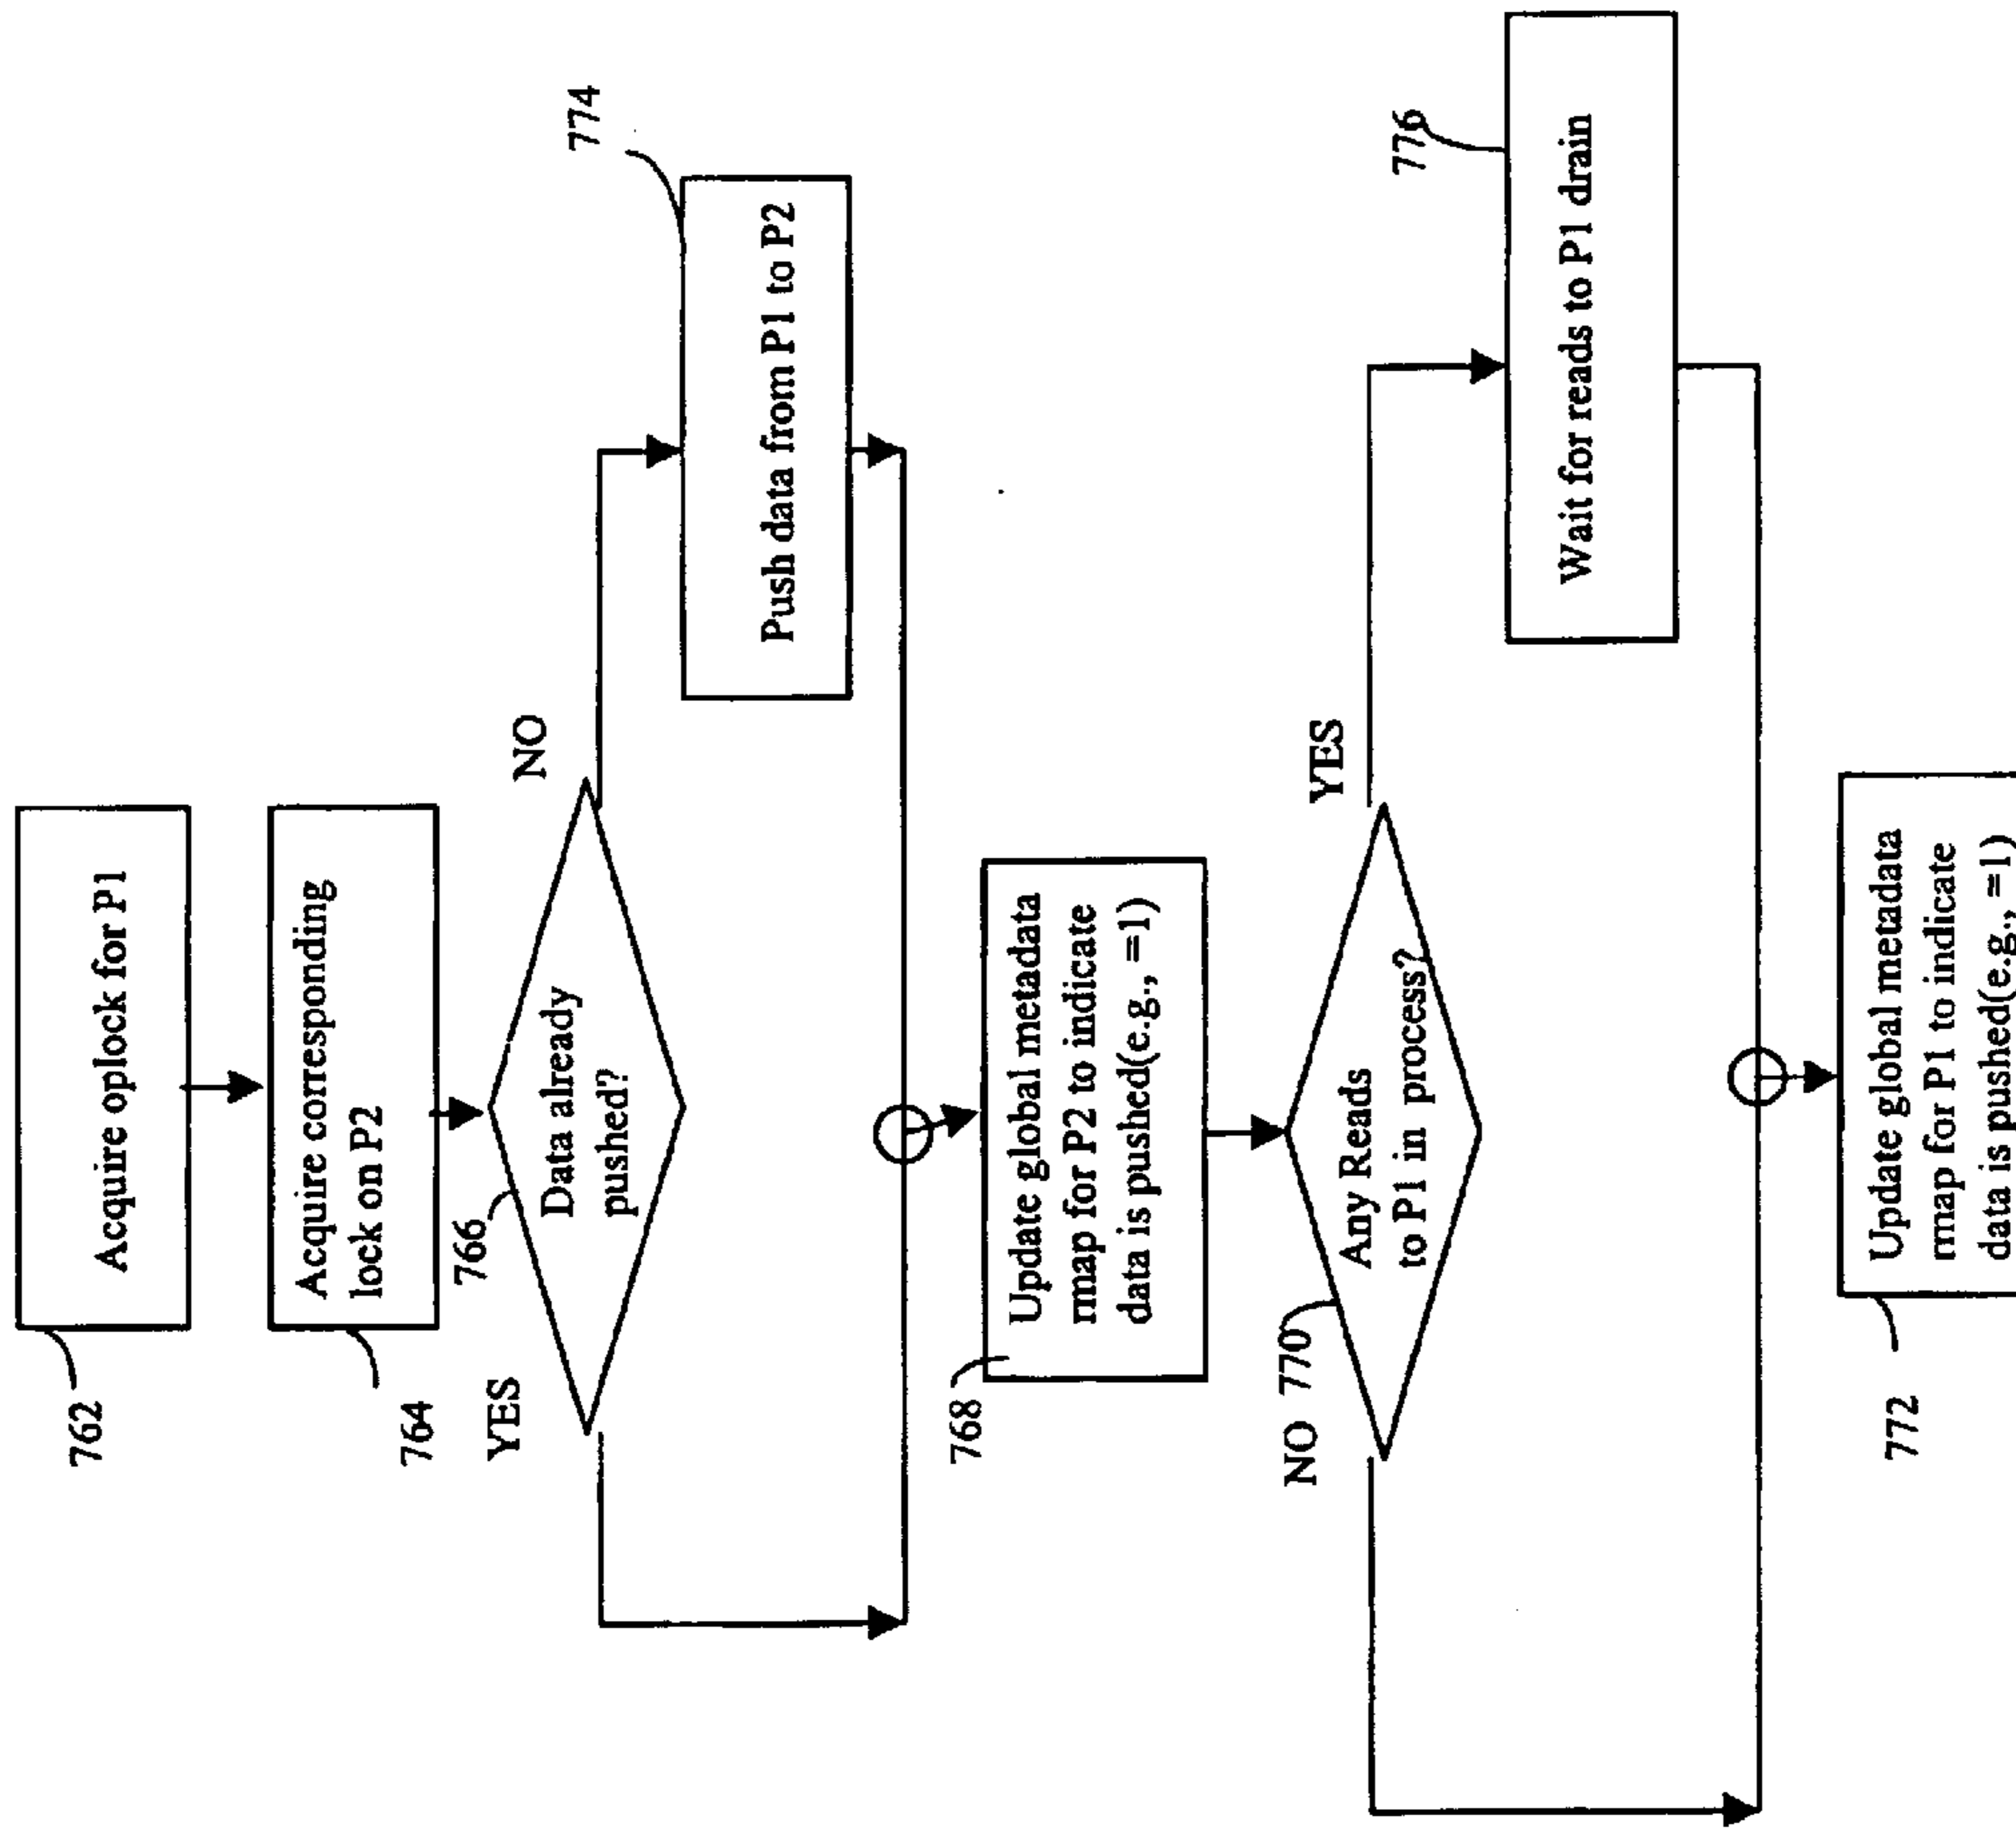 762
Acquire oplock for P1
764
Acquire corresponding
lock on P2
766
Data already
pushed?
YES
NO
774
Push data from P1 to P2
768
Update global metadata
rmap for P2 to indicate
data is pushed(e.g., =1)
770
Any Reads
to P1 in process?
NO
YES
776
Wait for reads to P1 drain
772
Update global metadata
rmap for P1 to indicate
data is pushed(e.g., =1)